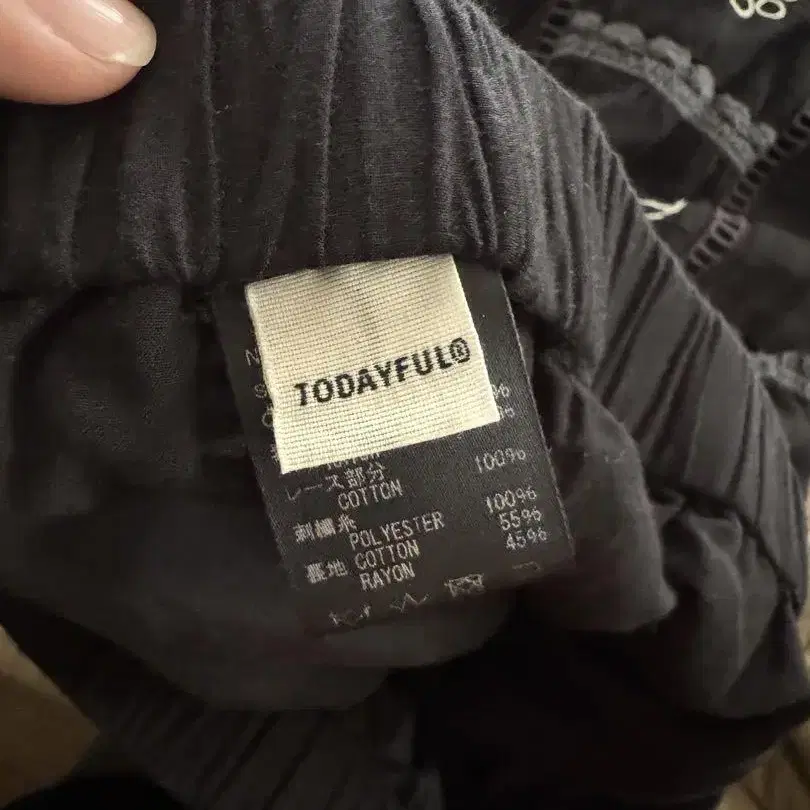 TODAYFUL®
レース部分
COTTON 100%
刺繍糸
POLYESTER 100%
裏地 COTTON 55%
RAYON 45%